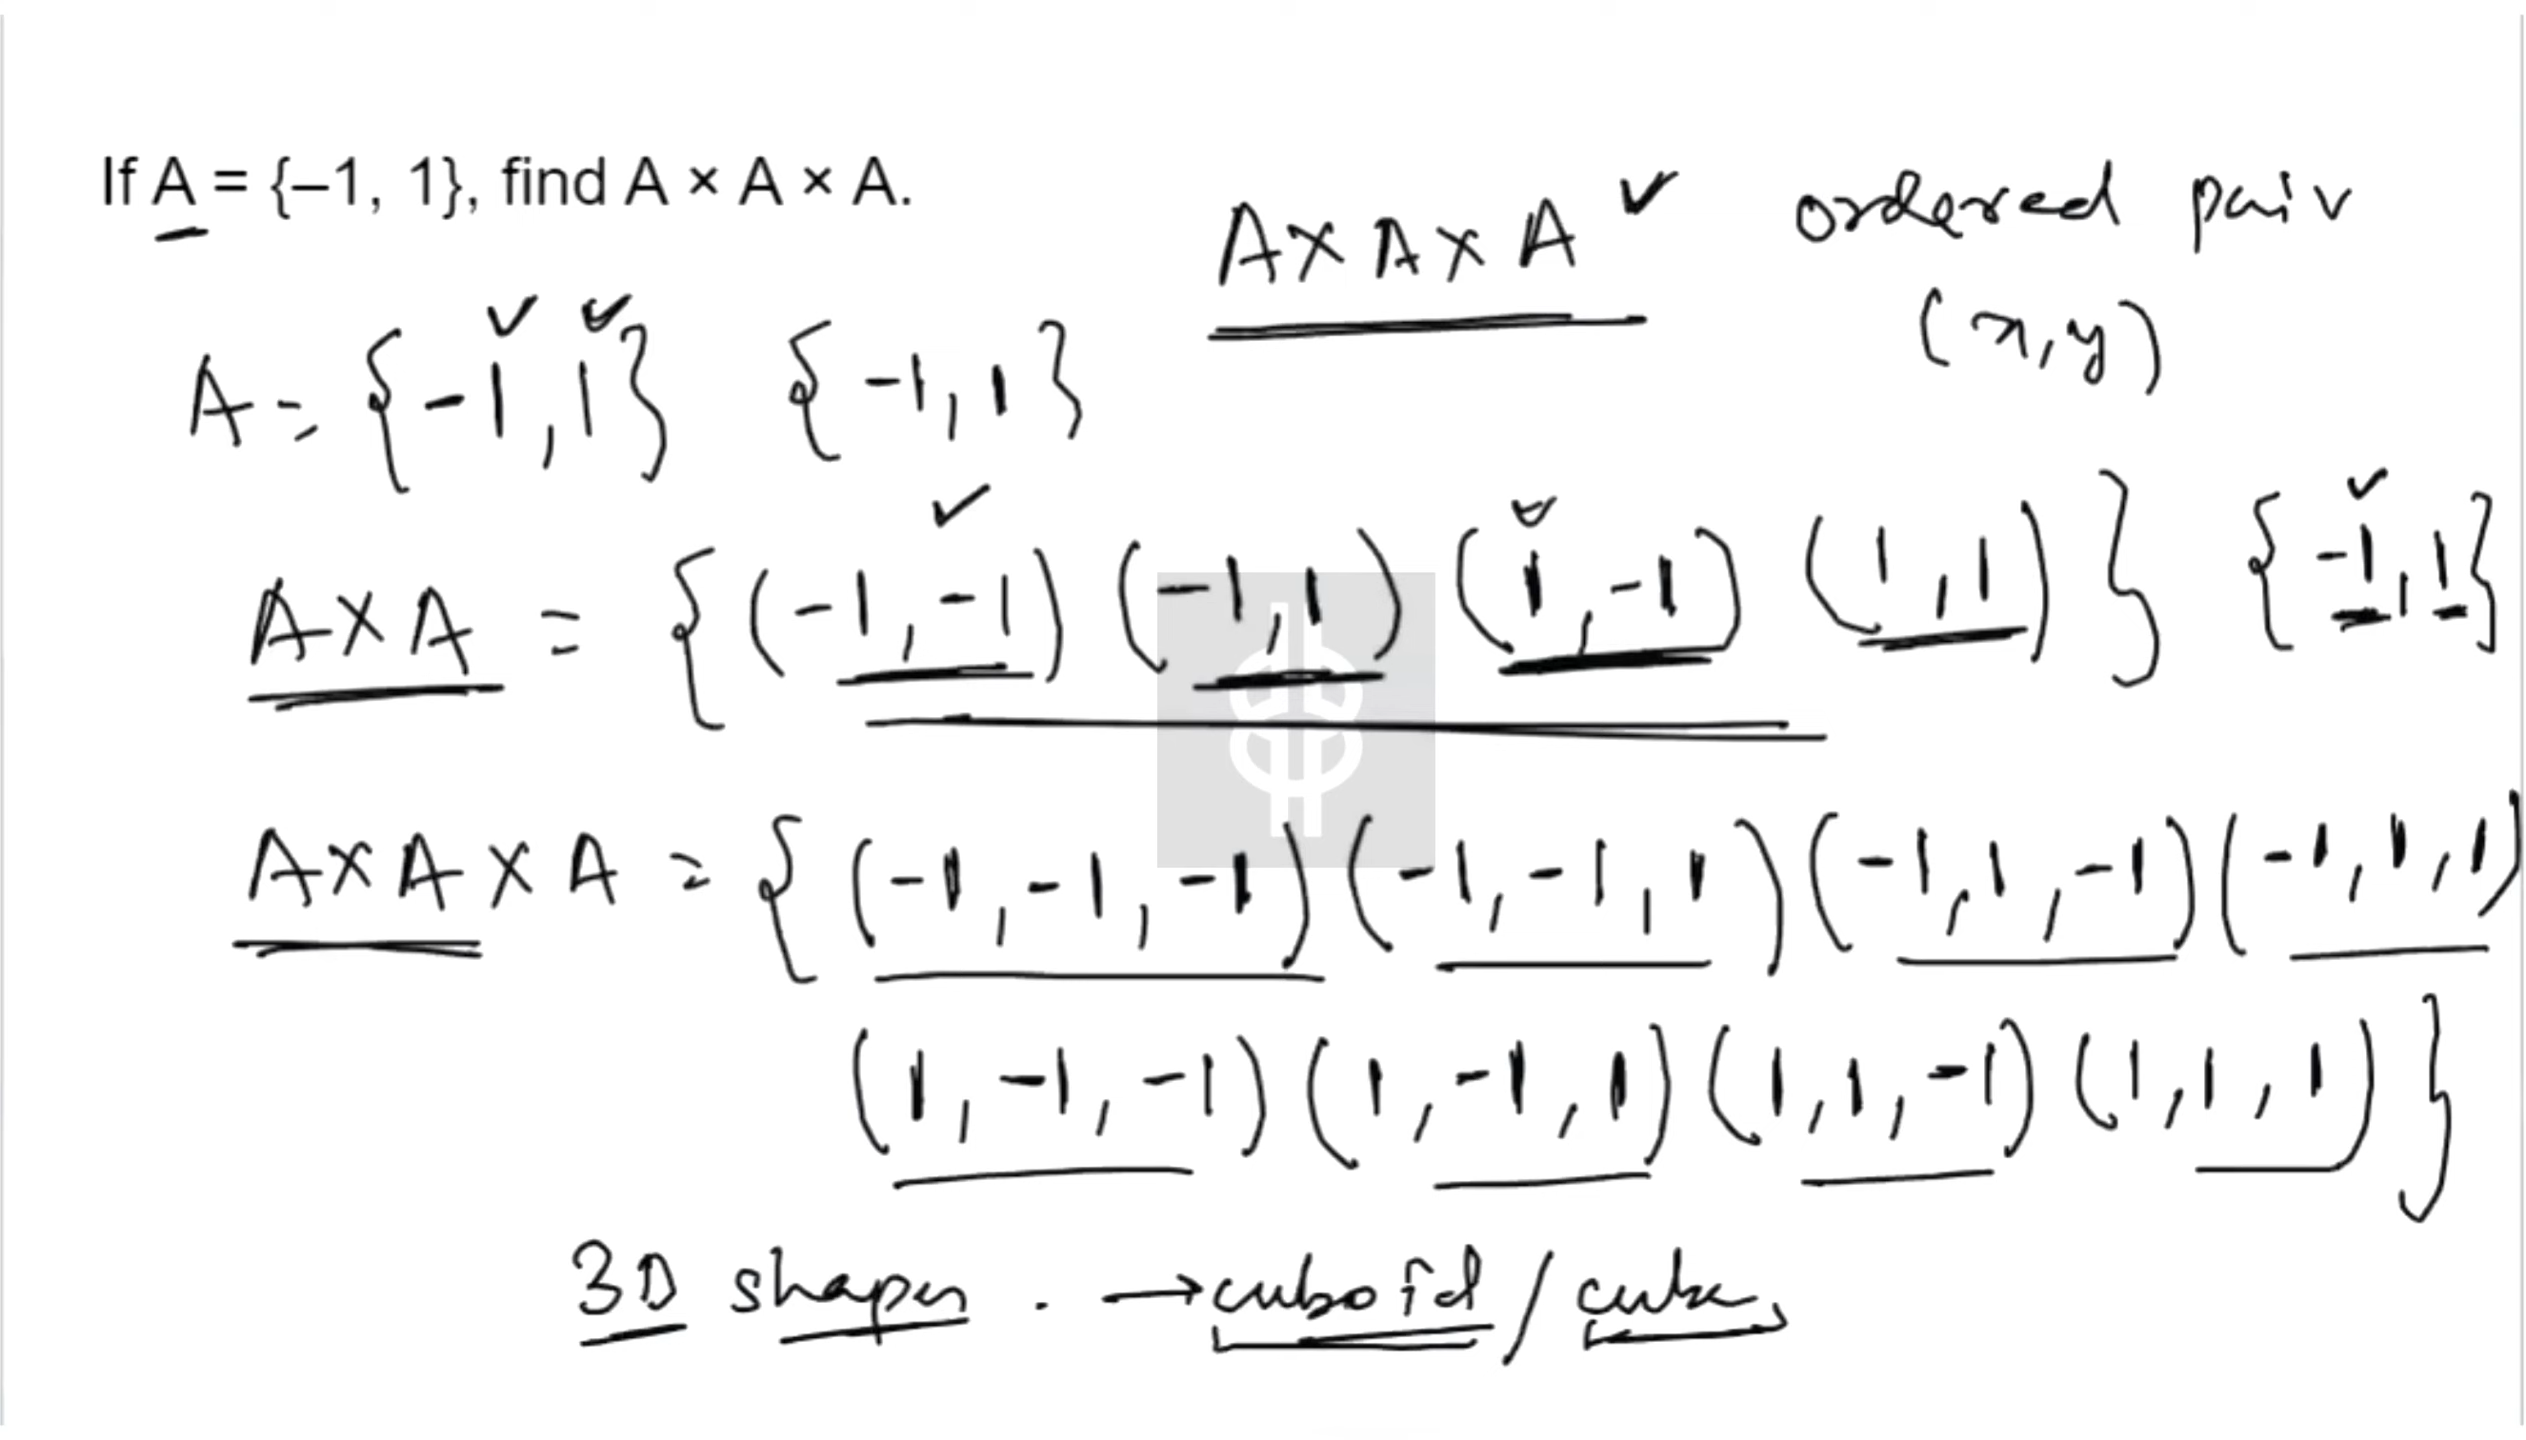 If A = {–1, 1}, find A × A × A.
A × A × A ✓ ordered pair
(x, y)
A = {-1, 1} {-1, 1}
A × A = {(-1, -1) (-1, 1) (1, -1) (1, 1)} {-1, 1}
A × A × A = {(-1, -1, -1) (-1, -1, 1) (-1, 1, -1) (-1, 1, 1)
(1, -1, -1) (1, -1, 1) (1, 1, -1) (1, 1, 1)}
3D shapes . → cuboid / cube